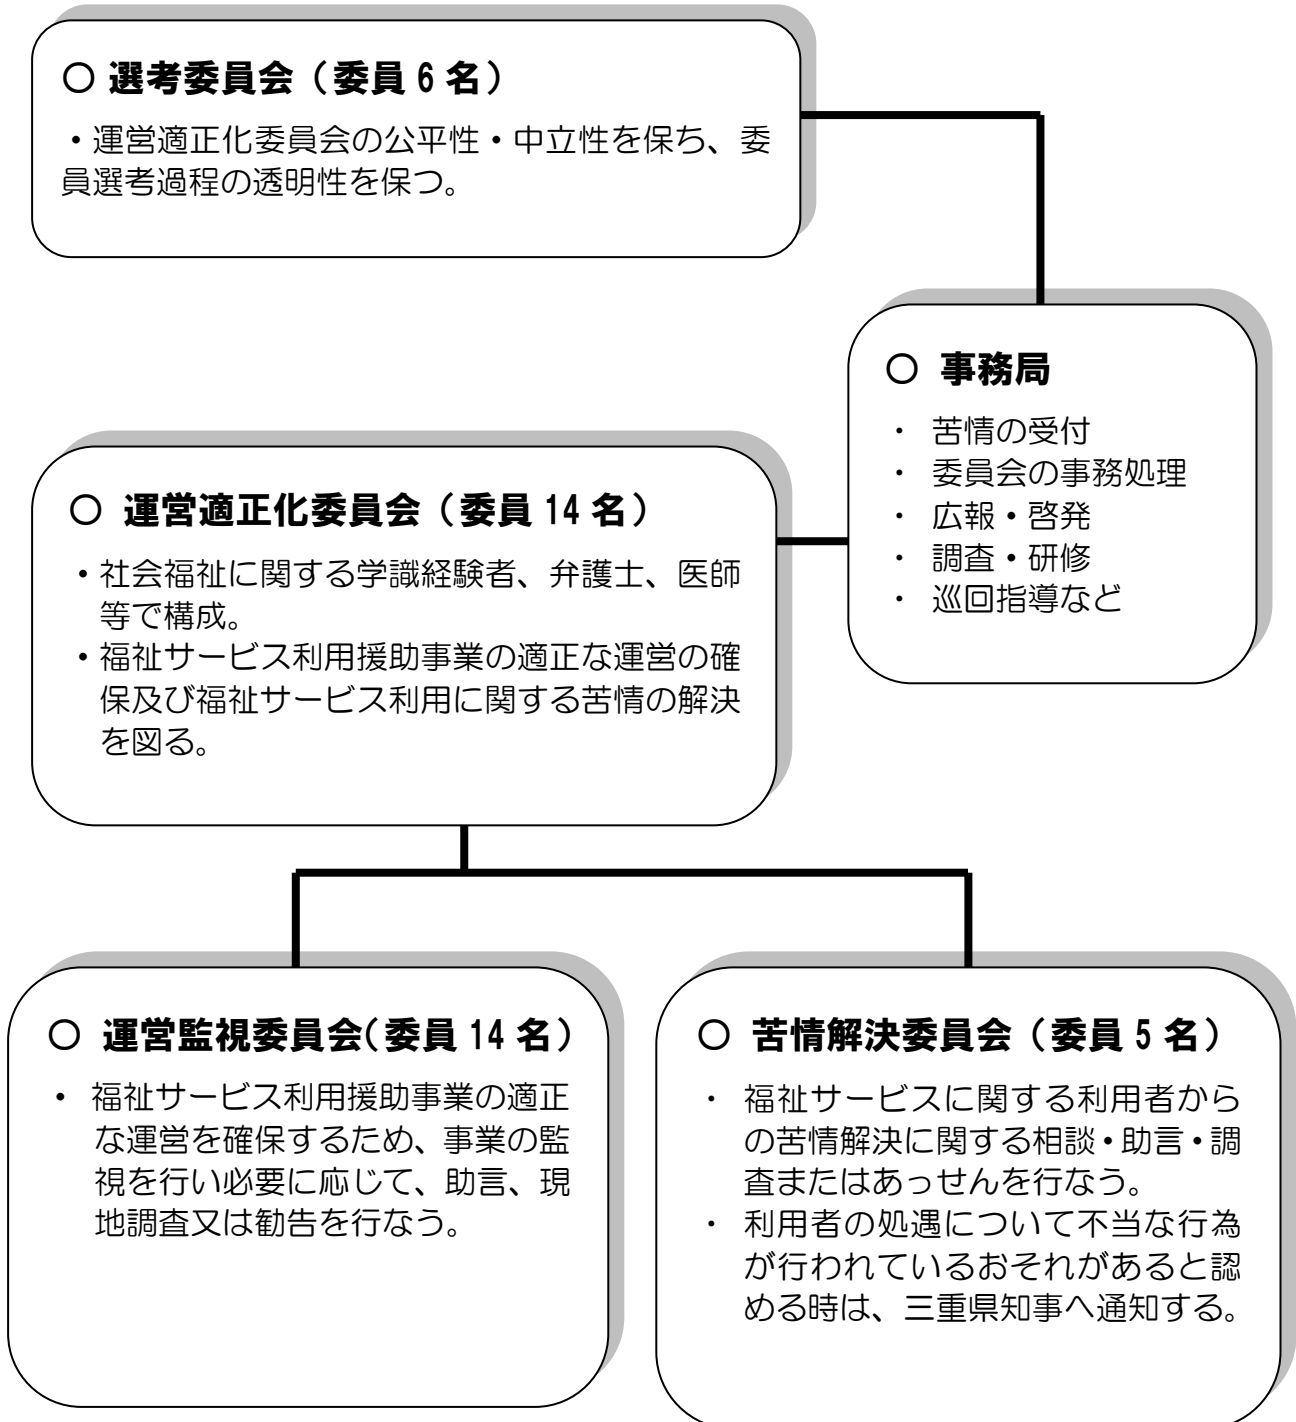 ○ 選考委員会（委員 6 名）
・運営適正化委員会の公平性・中立性を保ち、委
員選考過程の透明性を保つ。
○ 事務局
・ 苦情の受付
・ 委員会の事務処理
・ 広報・啓発
・ 調査・研修
・ 巡回指導など
○ 運営適正化委員会（委員 14 名）
・社会福祉に関する学識経験者、弁護士、医師
等で構成。
・福祉サービス利用援助事業の適正な運営の確
保及び福祉サービス利用に関する苦情の解決
を図る。
○ 運営監視委員会（委員 14 名）
・ 福祉サービス利用援助事業の適正
な運営を確保するため、事業の監
視を行い必要に応じて、助言、現
地調査又は勧告を行なう。
○ 苦情解決委員会（委員 5 名）
・ 福祉サービスに関する利用者から
の苦情解決に関する相談・助言・調
査またはあっせんを行なう。
・ 利用者の処遇について不当な行為
が行われているおそれがあると認
める時は、三重県知事へ通知する。